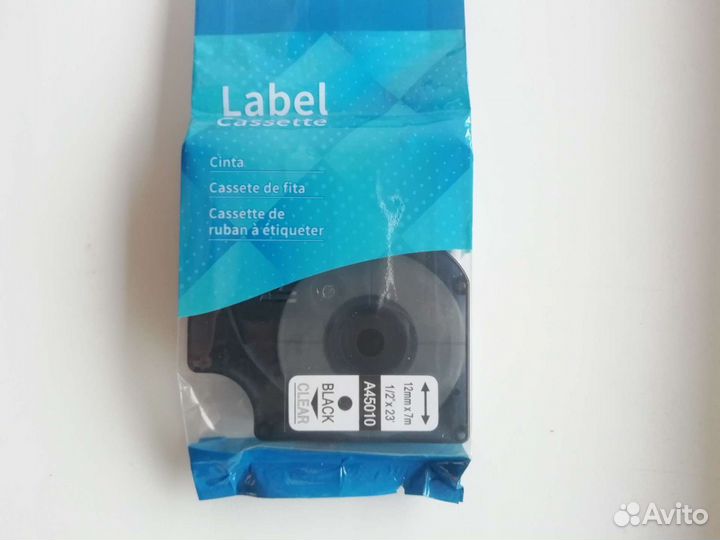 Label
Cassette
Cinta
Cassete de fita
Cassette de
ruban à étiqueter
12mm x 7m
1/2"x 23'
A45010
BLACK
CLEAR
Avito